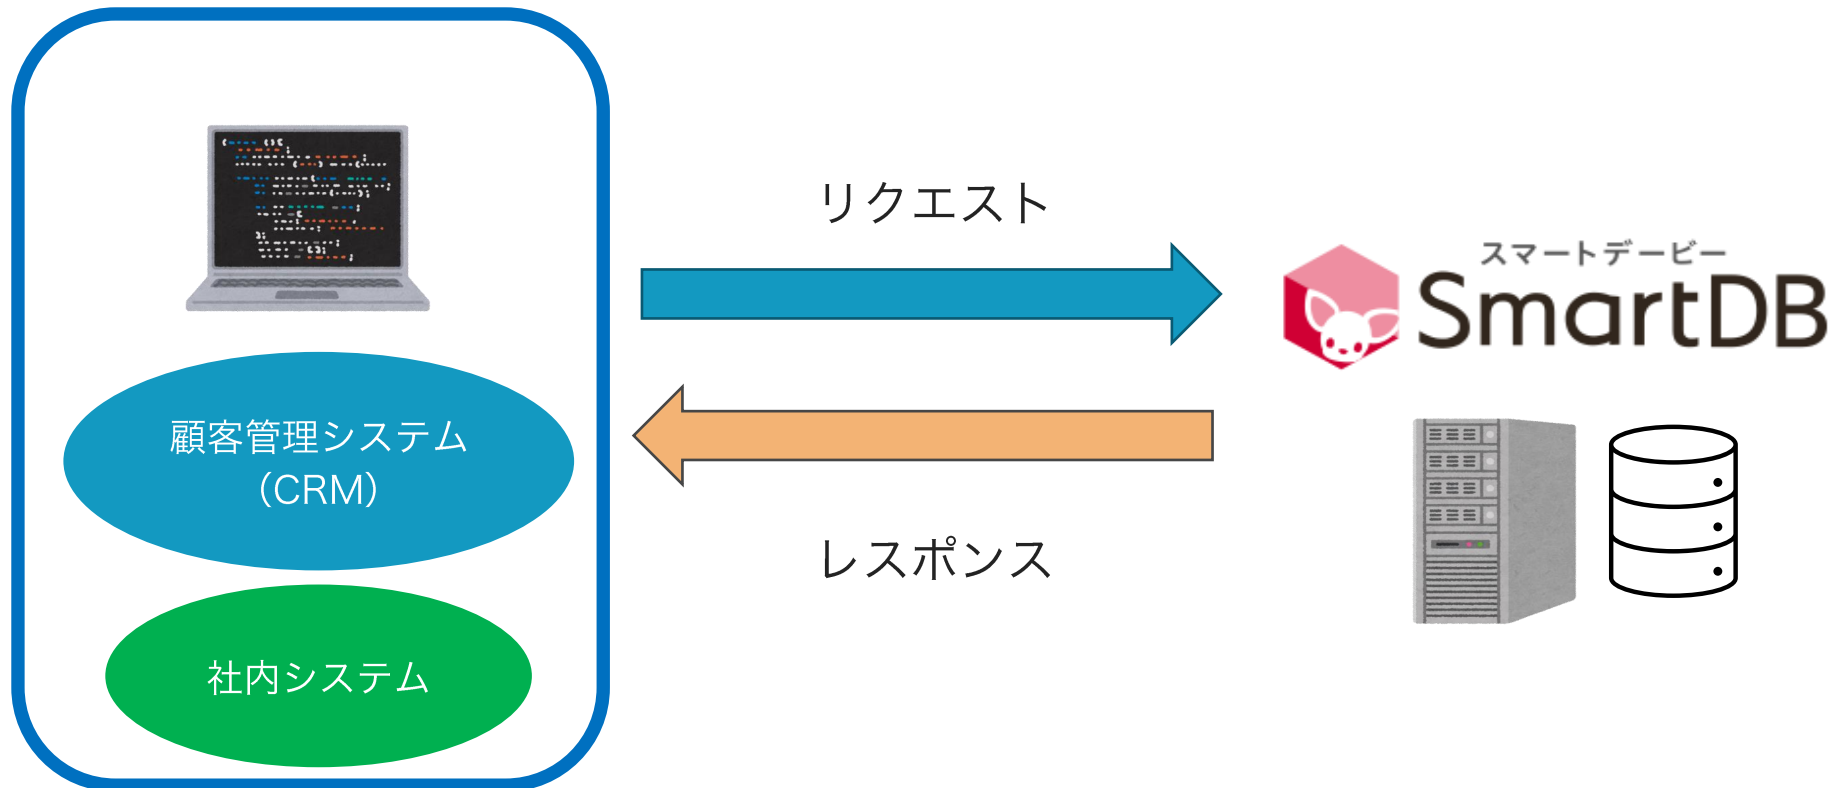 リクエスト
スマートデービー
SmartDB
顧客管理システム
（CRM）
レスポンス
社内システム